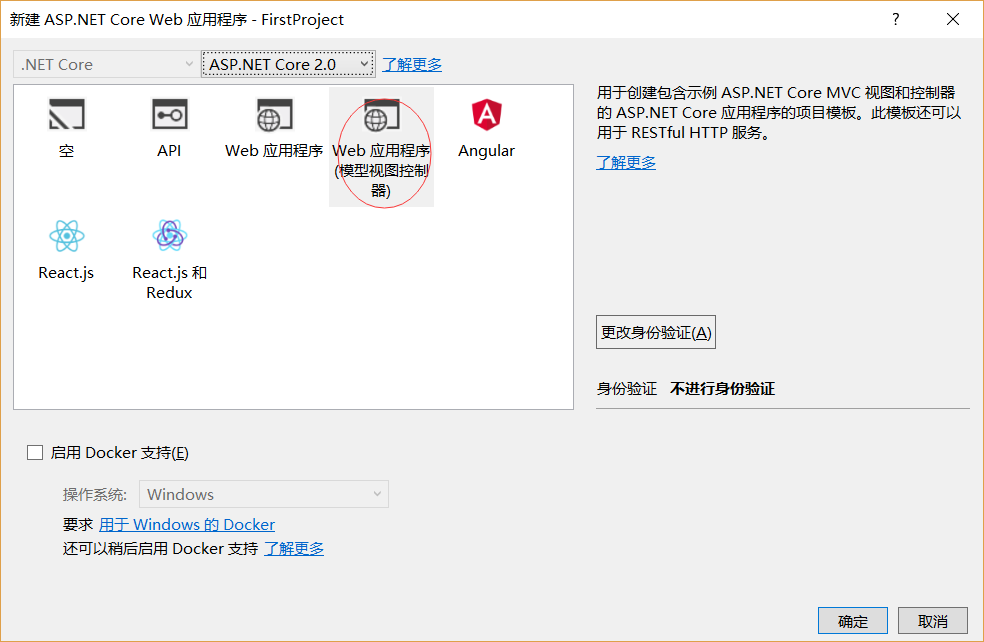 新建 ASP.NET Core Web 应用程序 - FirstProject
?
.NET Core
ASP.NET Core 2.0
了解更多
空
API
Web 应用程序
Web 应用程序
(模型视图控制
器)
Angular
React.js
React.js 和
Redux
用于创建包含示例 ASP.NET Core MVC 视图和控制器
的 ASP.NET Core 应用程序的项目模板。此模板还可以
用于 RESTful HTTP 服务。
了解更多
更改身份验证(A)
身份验证 不进行身份验证
启用 Docker 支持(E)
操作系统: Windows
要求 用于 Windows 的 Docker
还可以稍后启用 Docker 支持 了解更多
确定
取消